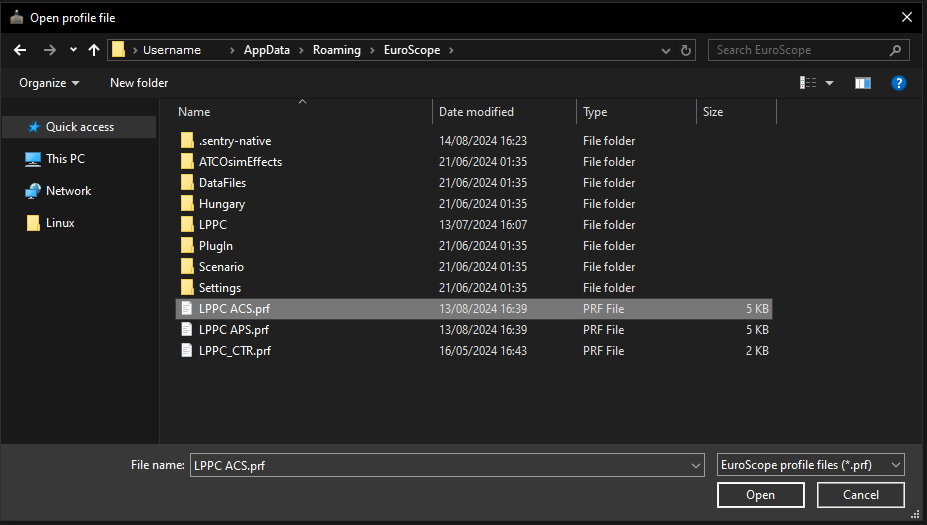 Open profile file
Username > AppData > Roaming > EuroScope >
Search EuroScope
Organize New folder
?
Name Date modified Type Size
Quick access
This PC
Network
Linux
.sentry-native 14/08/2024 16:23 File folder
ATCOsimEffects 21/06/2024 01:35 File folder
DataFiles 21/06/2024 01:35 File folder
Hungary 21/06/2024 01:35 File folder
LPPC 13/07/2024 16:07 File folder
PlugIn 21/06/2024 01:35 File folder
Scenario 21/06/2024 01:35 File folder
Settings 21/06/2024 01:35 File folder
LPPC ACS.prf 13/08/2024 16:39 PRF File 5 KB
LPPC APS.prf 13/08/2024 16:39 PRF File 5 KB
LPPC_CTR.prf 16/05/2024 16:43 PRF File 2 KB
File name: LPPC ACS.prf
EuroScope profile files (*.prf)
Open Cancel